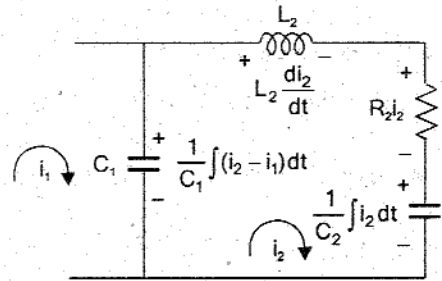 L₂
+ −
L₂ di₂/dt
+
R₂i₂
−
i₁
C₁
+
1/C₁ ∫(i₂ − i₁) dt
−
+
1/C₂ ∫ i₂ dt
−
i₂